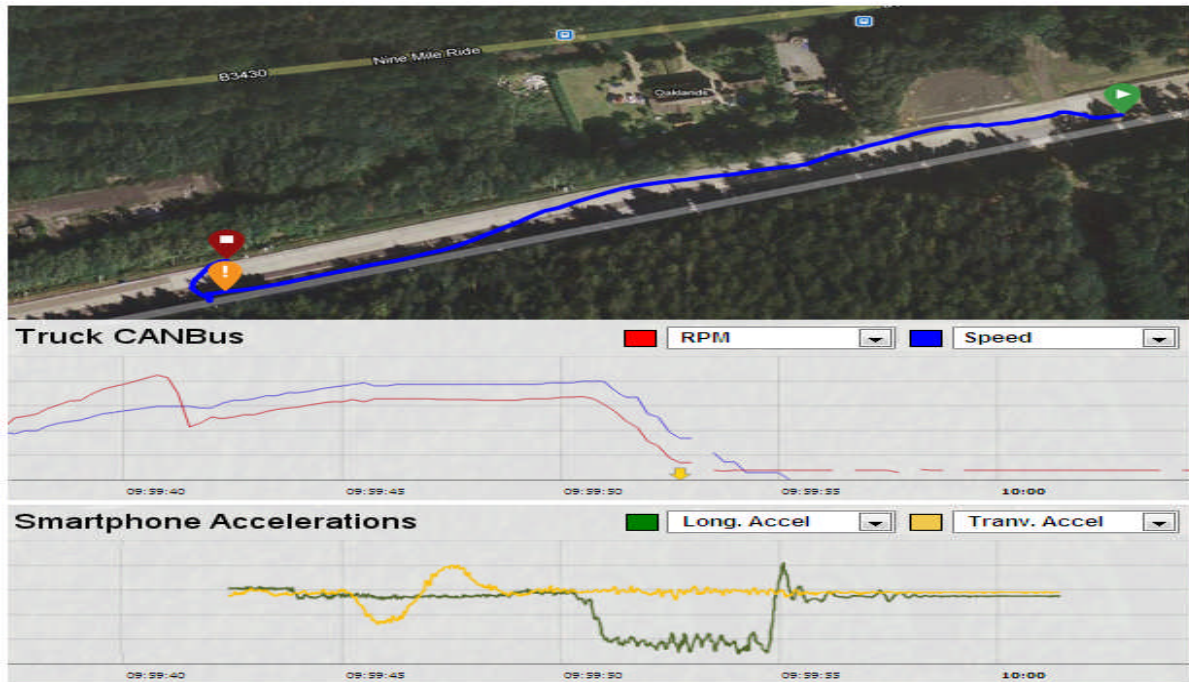 Nine Mile Ride
B3430
Oaklands
Truck CANBus
RPM
Speed
09:59:40
09:59:45
09:59:50
09:59:55
10:00
Smartphone Accelerations
Long. Accel
Tranv. Accel
09:59:40
09:59:45
09:59:50
09:59:55
10:00